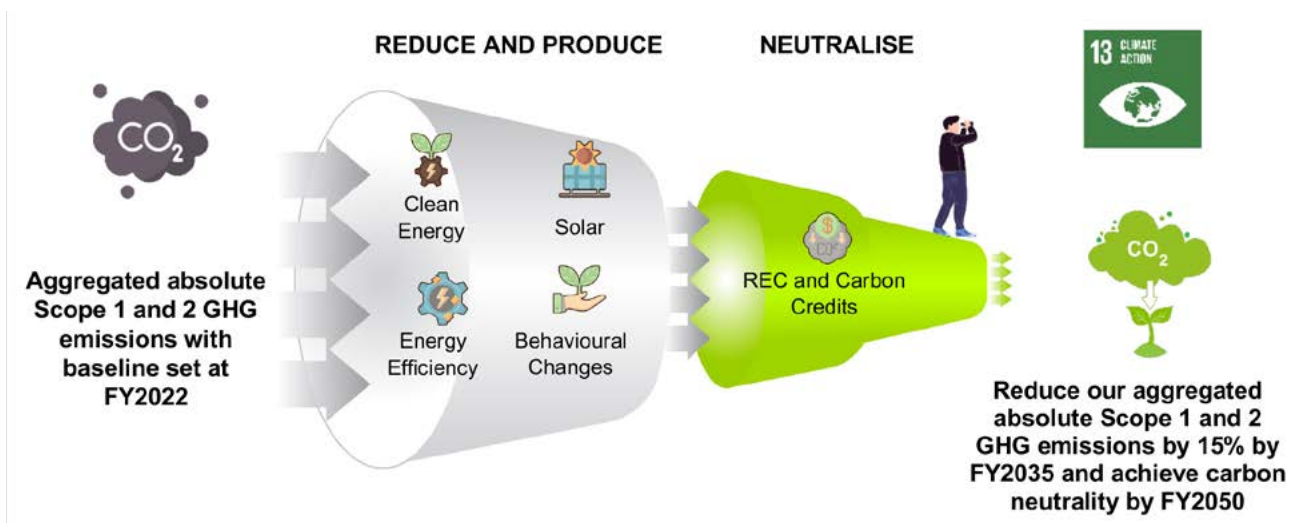 REDUCE AND PRODUCE
NEUTRALISE
13 CLIMATE
ACTION
CO2
Aggregated absolute
Scope 1 and 2 GHG
emissions with
baseline set at
FY2022
Clean
Energy
Solar
Energy
Efficiency
Behavioural
Changes
$
REC and Carbon
Credits
CO2
Reduce our aggregated
absolute Scope 1 and 2
GHG emissions by 15% by
FY2035 and achieve carbon
neutrality by FY2050